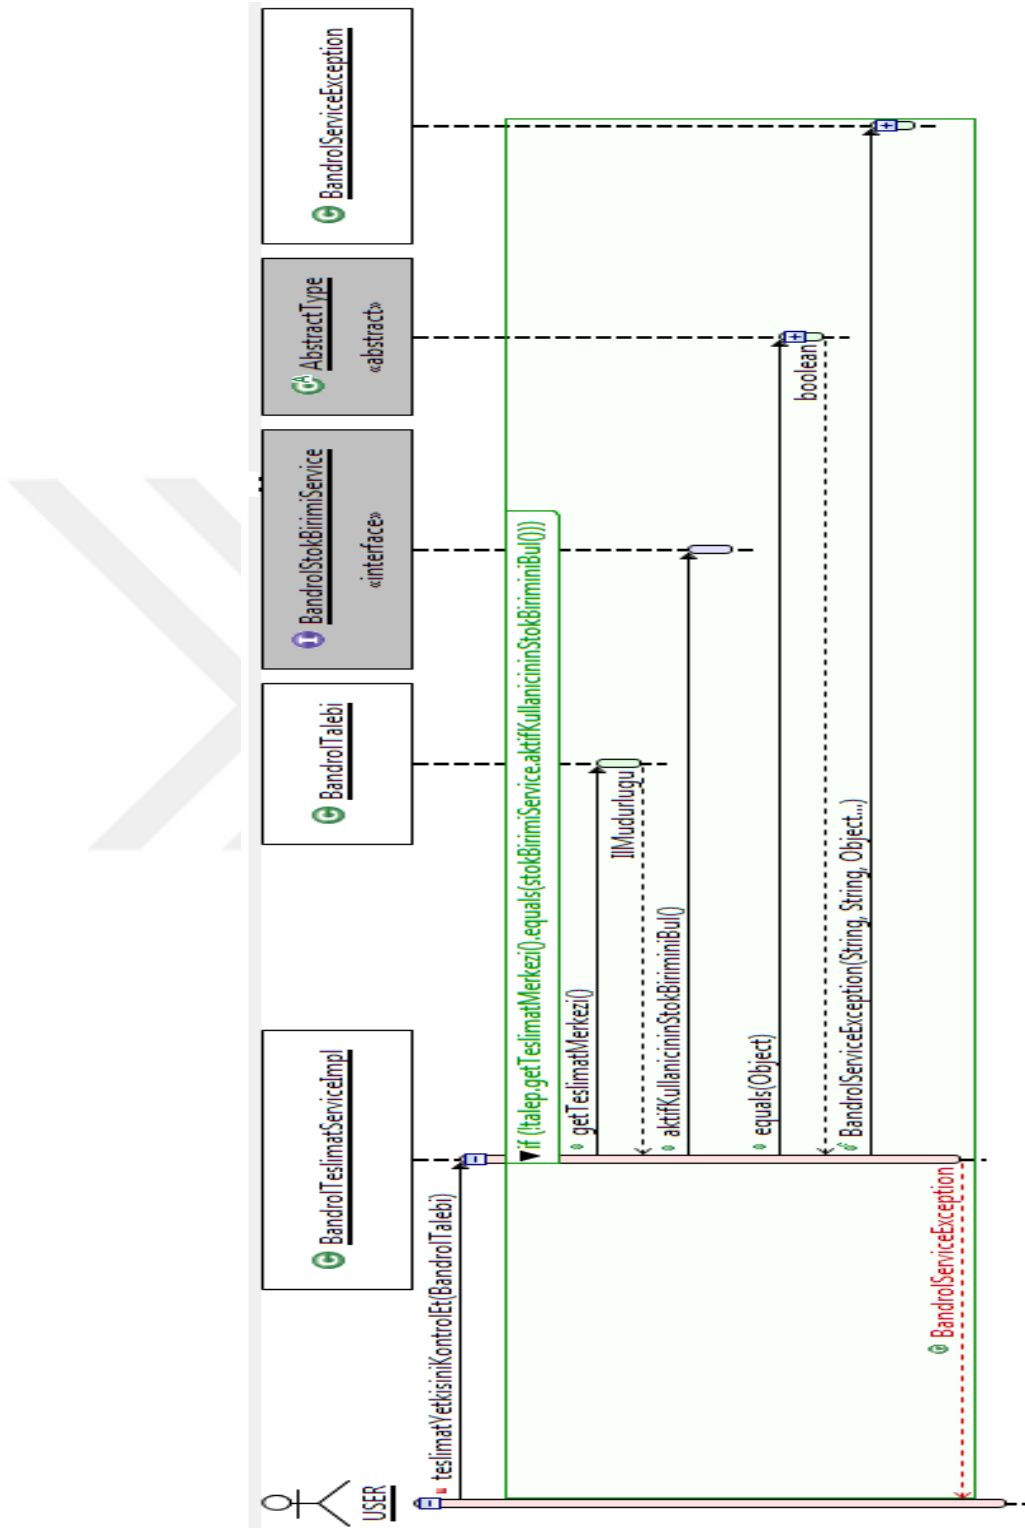 USER
BandrolTeslimatServiceImpl
BandrolTalebi
BandrolStokBirimiService
«interface»
AbstractType
«abstract»
BandrolServiceException
teslimatYetkisiniKontrolEt(BandrolTalebi)
if (!talep.getTeslimatMerkezi().equals(stokBirimiService.aktifKullanicininStokBiriminiBul()))
getTeslimatMerkezi()
IlMudurlugu
aktifKullanicininStokBiriminiBul()
equals(Object)
boolean
BandrolServiceException(String, String, Object...)
BandrolServiceException